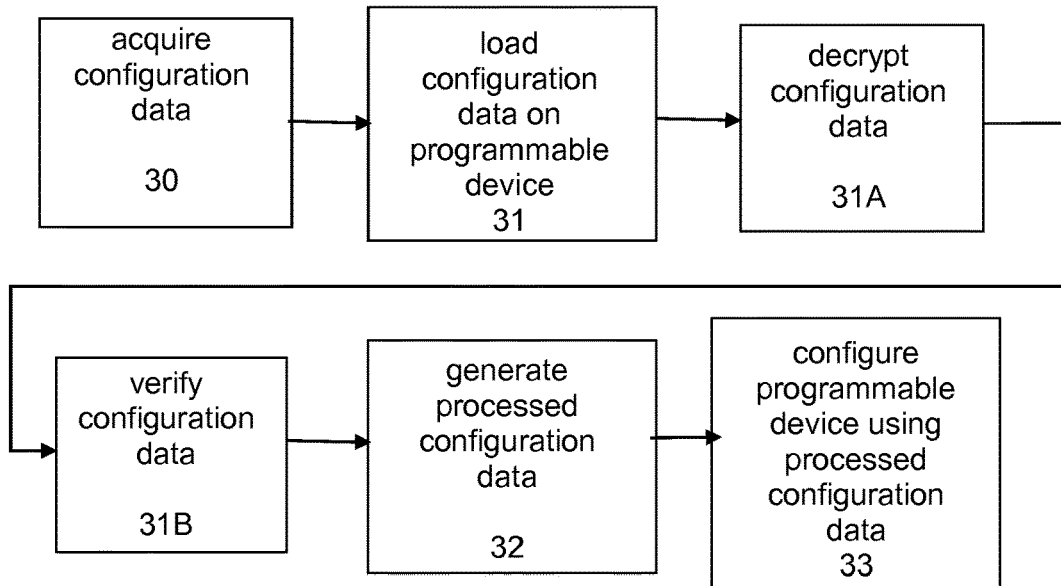 acquire
configuration
data
30
load
configuration
data on
programmable
device
31
decrypt
configuration
data
31A
verify
configuration
data
31B
generate
processed
configuration
data
32
configure
programmable
device using
processed
configuration
data
33